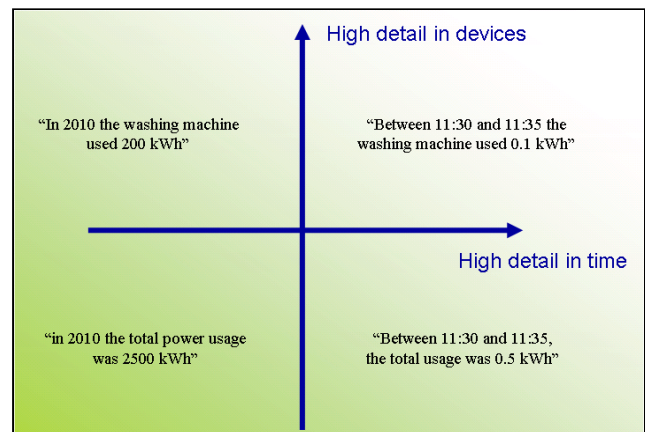 High detail in devices
“In 2010 the washing machine
used 200 kWh”
“Between 11:30 and 11:35 the
washing machine used 0.1 kWh”
High detail in time
“in 2010 the total power usage
was 2500 kWh”
“Between 11:30 and 11:35,
the total usage was 0.5 kWh”